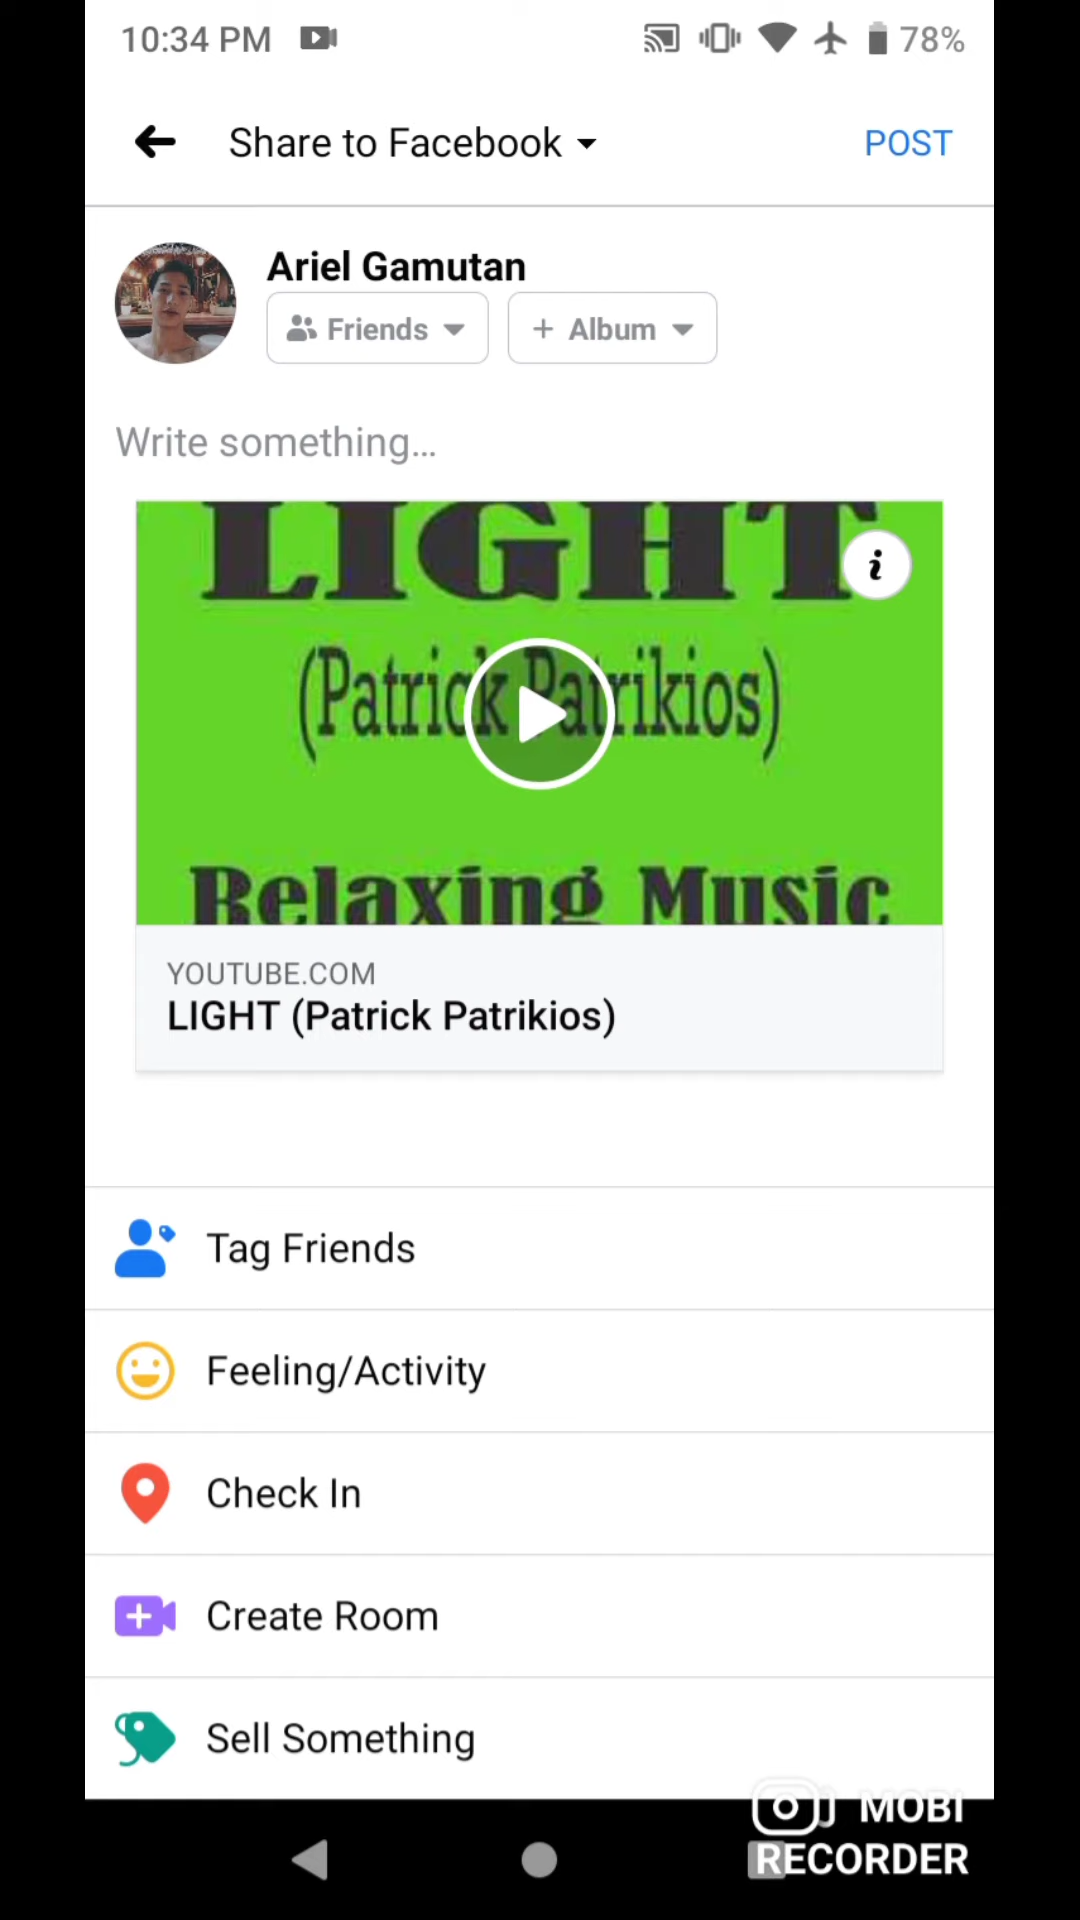 10:34 PM 78%
Share to Facebook POST
Ariel Gamutan
Friends + Album
Write something...
LIGHT
(Patrick Patrikios)
Relaxing Music
YOUTUBE.COM
LIGHT (Patrick Patrikios)
Tag Friends
Feeling/Activity
Check In
Create Room
Sell Something
MOBI
RECORDER